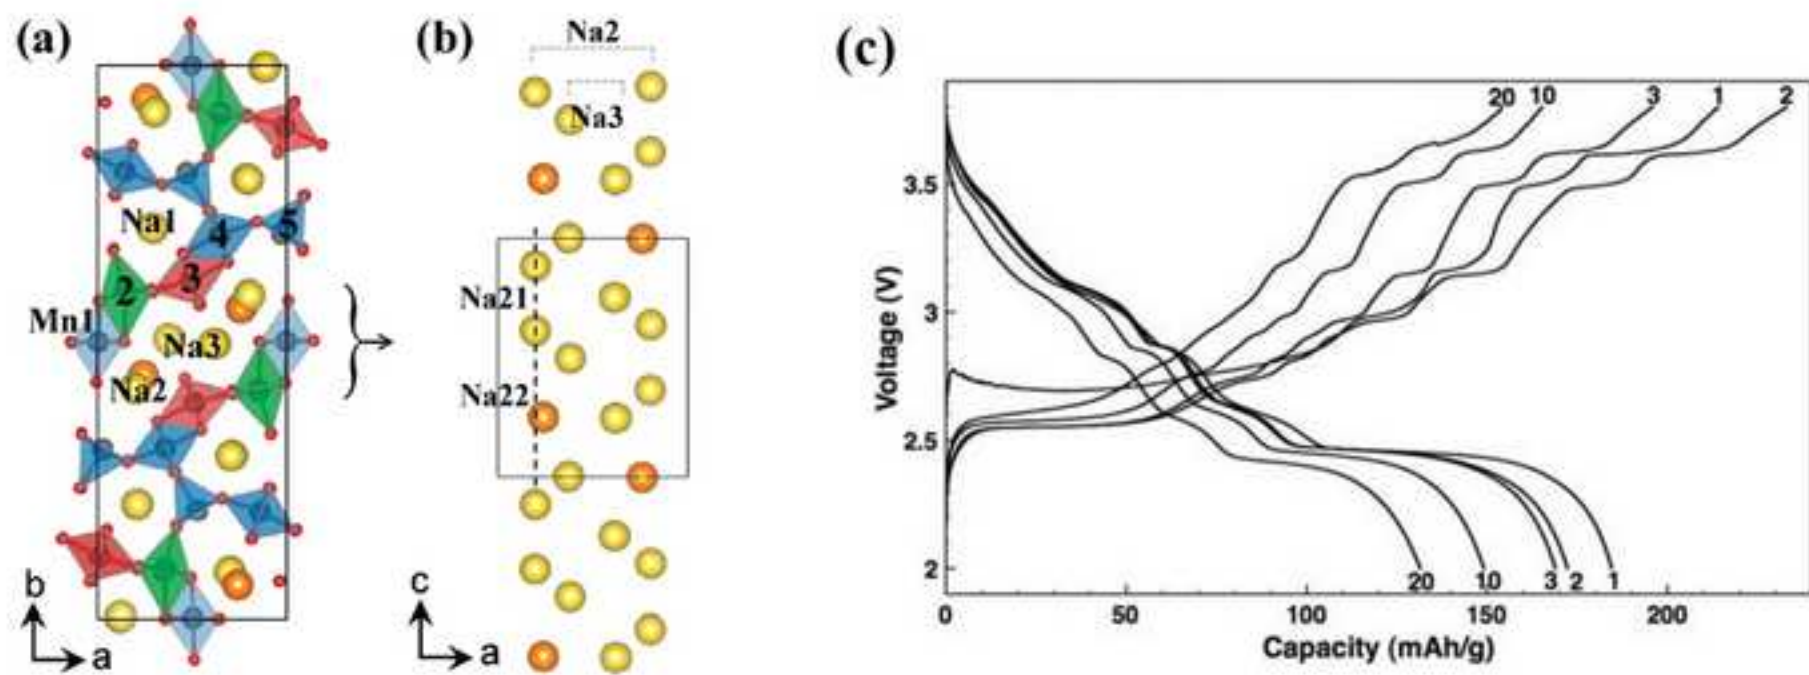 (a)
Na1
4
5
2
3
Mn1
Na3
Na2
b
a
(b)
Na2
Na3
Na21
Na22
c
a
(c)
20 10 3 1 2
3.5
3
2.5
2
Voltage (V)
20 10 3 2 1
0 50 100 150 200
Capacity (mAh/g)